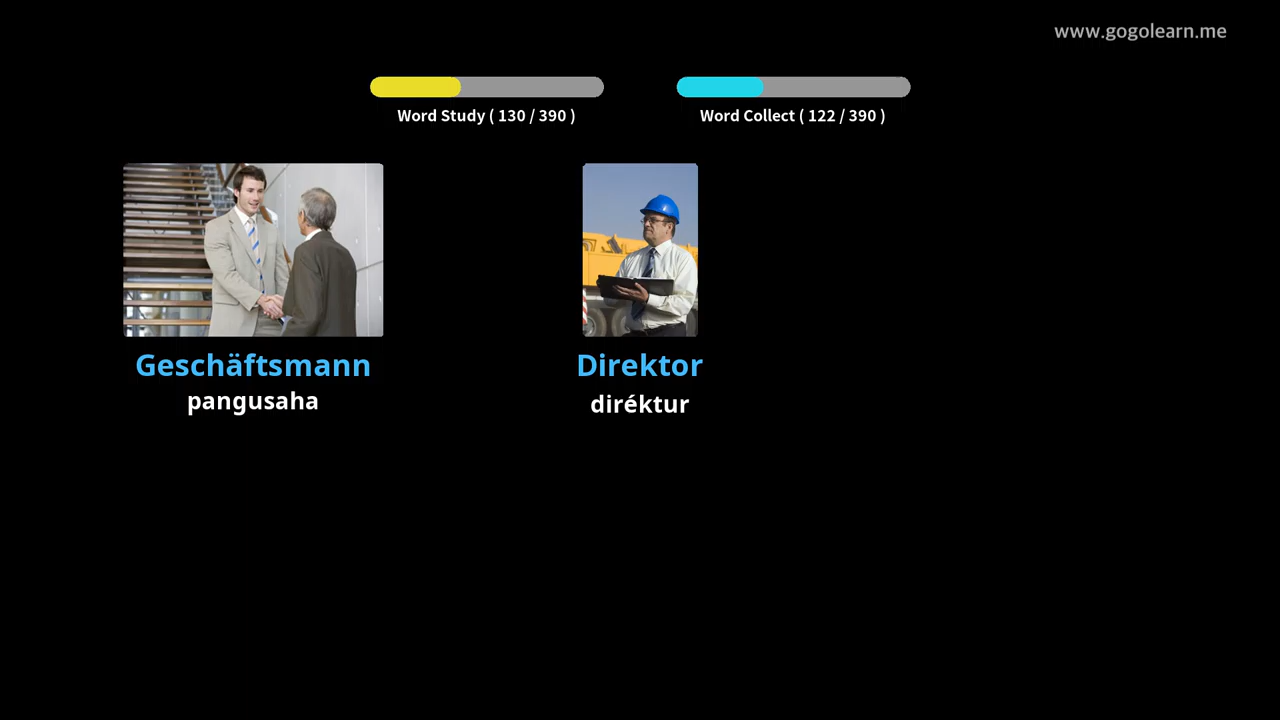 www.gogolearn.me
Word Study ( 130 / 390 )
Word Collect ( 122 / 390 )
Geschäftsmann
pangusaha
Direktor
diréktur